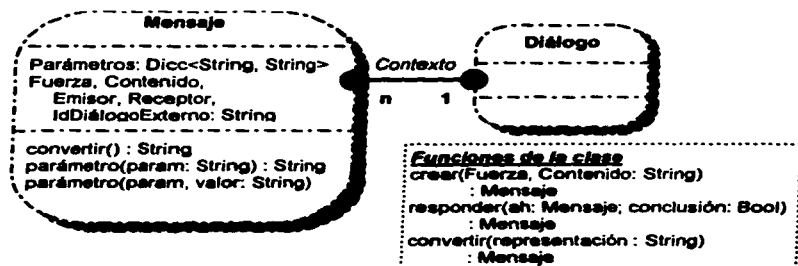 Mensaje
Parámetros: Dicc<String, String>
Fuerza, Contenido,
Emisor, Receptor,
IdDiálogoExterno: String
convertir() : String
parámetro(param: String) : String
parámetro(param, valor: String)
Contexto
n 1
Diálogo
Funciones de la clase
crear(Fuerza, Contenido: String)
: Mensaje
responder(ah: Mensaje; conclusión: Bool)
: Mensaje
convertir(representación : String)
: Mensaje